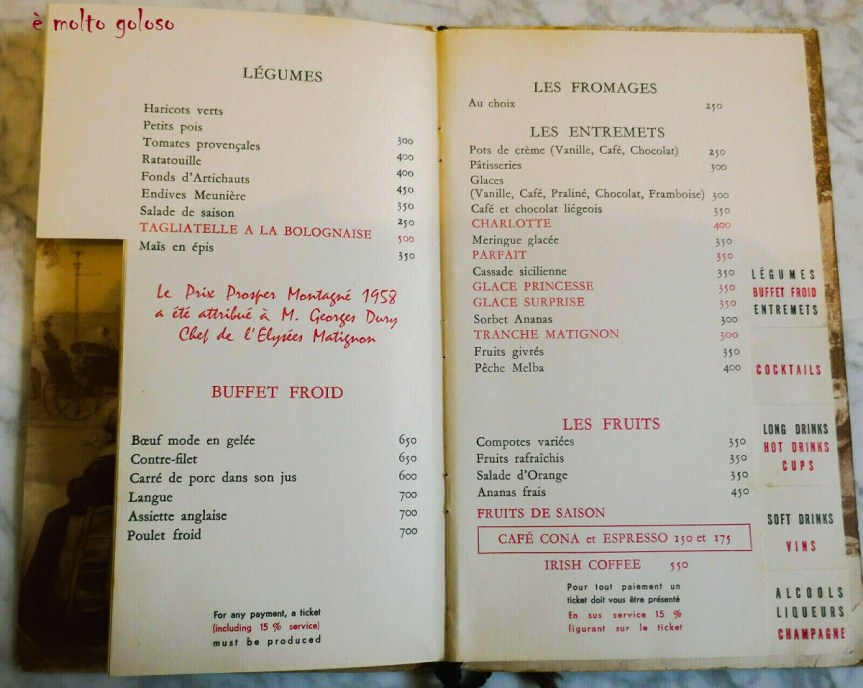 è molto goloso
LÉGUMES
Haricots verts
Petits pois 300
Tomates provençales 400
Ratatouille 400
Fonds d'Artichauts 450
Endives Meunière 350
Salade de saison 250
TAGLIATELLE A LA BOLOGNAISE 500
Maïs en épis 350
Le Prix Prosper Montagné 1958
a été attribué à M. Georges Dury
Chef de l'Elysées Matignon
BUFFET FROID
Bœuf mode en gelée 650
Contre-filet 650
Carré de porc dans son jus 600
Langue 700
Assiette anglaise 700
Poulet froid 700
For any payment, a ticket
(including 15 % service)
must be produced
LES FROMAGES
Au choix 250
LES ENTREMETS
Pots de crème (Vanille, Café, Chocolat) 250
Pâtisseries 300
Glaces
(Vanille, Café, Praliné, Chocolat, Framboise) 300
Café et chocolat liégeois 350
CHARLOTTE 400
Meringue glacée 350
PARFAIT 350
Cassade sicilienne 350
GLACE PRINCESSE 350
GLACE SURPRISE 350
Sorbet Ananas 300
TRANCHE MATIGNON 300
Fruits givrés 350
Pêche Melba 400
LES FRUITS
Compotes variées 350
Fruits rafraîchis 350
Salade d'Orange 350
Ananas frais 450
FRUITS DE SAISON
CAFÉ CONA et ESPRESSO 150 et 175
IRISH COFFEE 550
Pour tout paiement un
ticket doit vous être présenté
En sus service 15 %
figurant sur le ticket
LÉGUMES
BUFFET FROID
ENTREMETS
COCKTAILS
LONG DRINKS
HOT DRINKS
CUPS
SOFT DRINKS
VINS
ALCOOLS
LIQUEURS
CHAMPAGNE